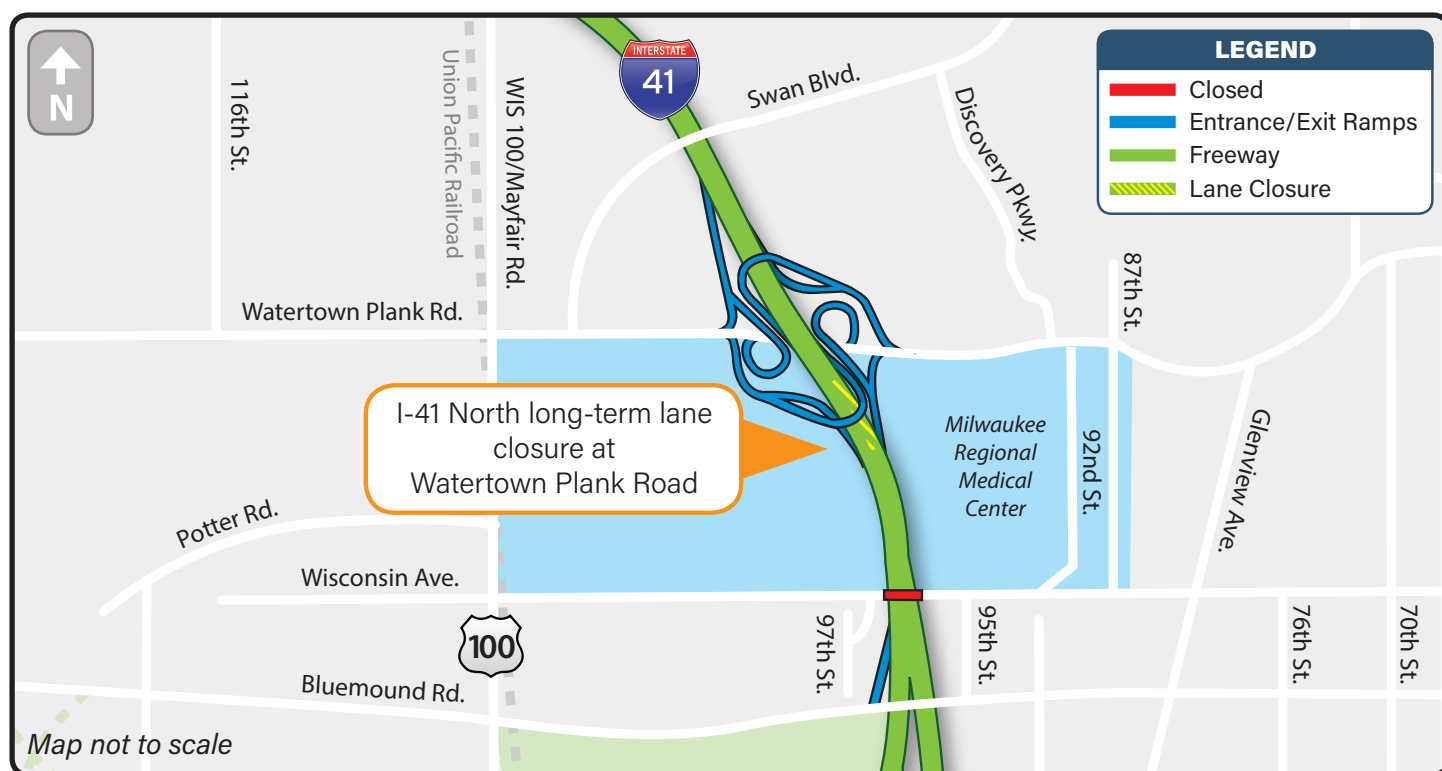 N
116th St.
Union Pacific Railroad
WIS 100/Mayfair Rd.
INTERSTATE
41
Swan Blvd.
Discovery Pkwy.
LEGEND
Closed
Entrance/Exit Ramps
Freeway
Lane Closure
87th St.
Watertown Plank Rd.
I-41 North long-term lane
closure at
Watertown Plank Road
Milwaukee
Regional
Medical
Center
92nd St.
Glenview Ave.
Potter Rd.
Wisconsin Ave.
100
97th St.
95th St.
76th St.
70th St.
Bluemound Rd.
Map not to scale